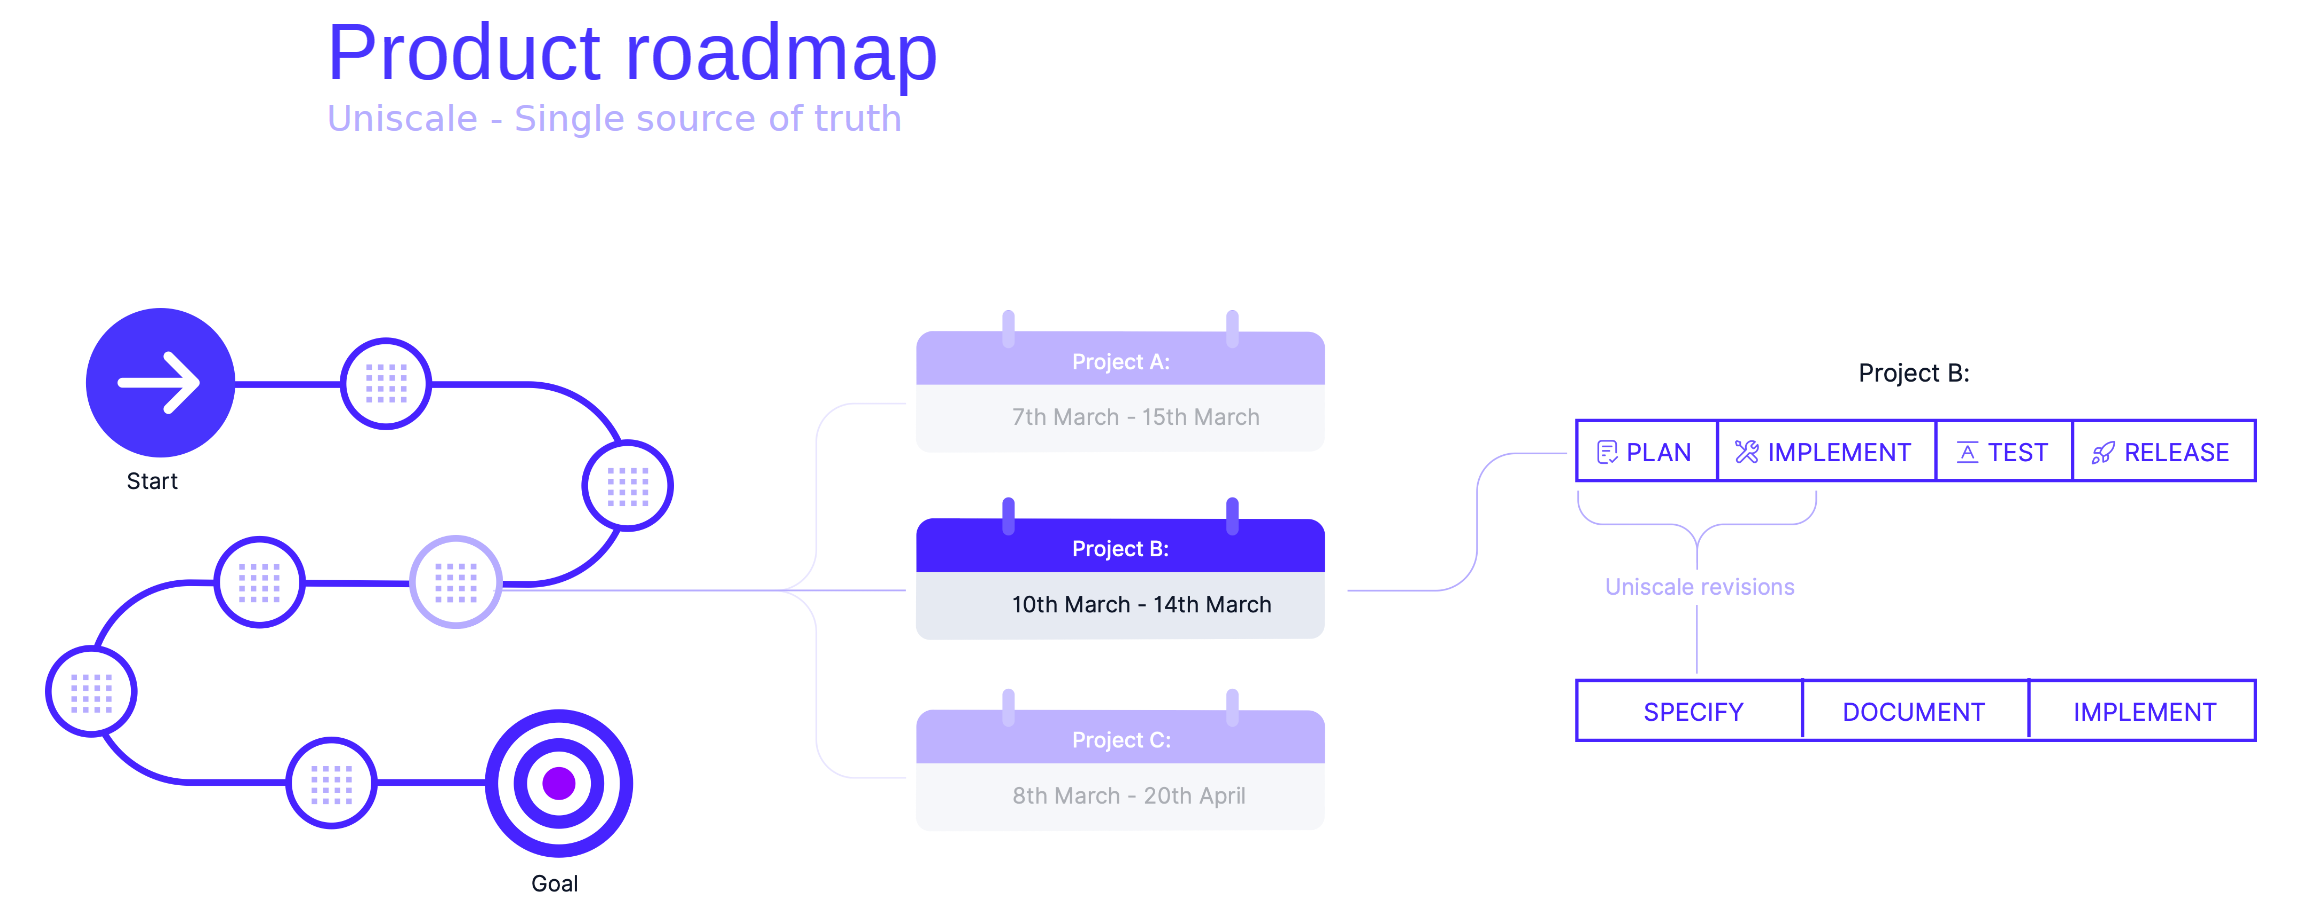 Product roadmap
Uniscale - Single source of truth
Start
Goal
Project A:
7th March - 15th March
Project B:
10th March - 14th March
Project C:
8th March - 20th April
Project B:
PLAN IMPLEMENT TEST RELEASE
Uniscale revisions
SPECIFY DOCUMENT IMPLEMENT